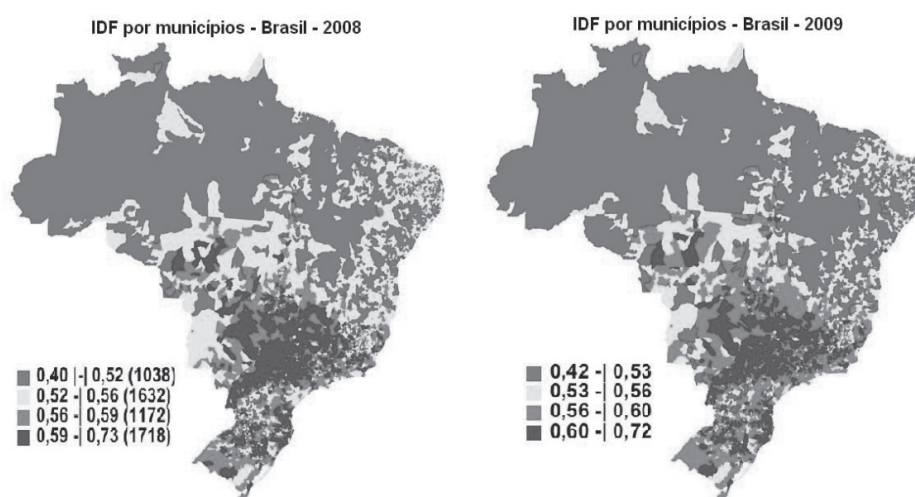 IDF por municípios - Brasil - 2008
0,40 |-| 0,52 (1038)
0,52 -| 0,56 (1632)
0,56 -| 0,59 (1172)
0,59 -| 0,73 (1718)
IDF por municípios - Brasil - 2009
0,42 -| 0,53
0,53 -| 0,56
0,56 -| 0,60
0,60 -| 0,72